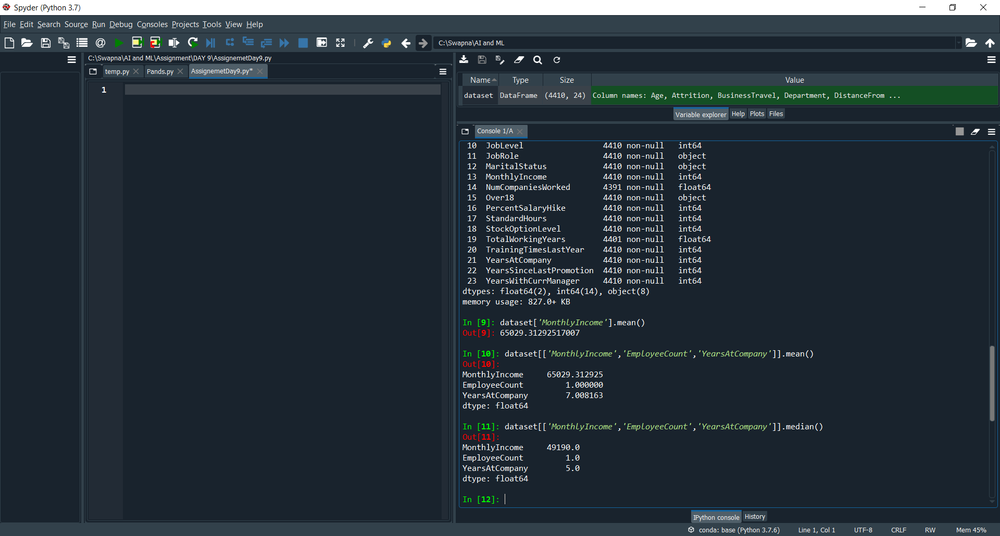 Spyder (Python 3.7)
File Edit Search Source Run Debug Consoles Projects Tools View Help
C:\Swapna\AI and ML
C:\Swapna\AI and ML\Assignment\DAY 9\AssignemetDay9.py
temp.py Pands.py AssignemetDay9.py*
1
Name Type Size Value
dataset DataFrame (4410, 24) Column names: Age, Attrition, BusinessTravel, Department, DistanceFrom ...
Variable explorer Help Plots Files
Console 1/A
10 JobLevel 4410 non-null int64
11 JobRole 4410 non-null object
12 MaritalStatus 4410 non-null object
13 MonthlyIncome 4410 non-null int64
14 NumCompaniesWorked 4391 non-null float64
15 Over18 4410 non-null object
16 PercentSalaryHike 4410 non-null int64
17 StandardHours 4410 non-null int64
18 StockOptionLevel 4410 non-null int64
19 TotalWorkingYears 4401 non-null float64
20 TrainingTimesLastYear 4410 non-null int64
21 YearsAtCompany 4410 non-null int64
22 YearsSinceLastPromotion 4410 non-null int64
23 YearsWithCurrManager 4410 non-null int64
dtypes: float64(2), int64(14), object(8)
memory usage: 827.0+ KB
In [9]: dataset['MonthlyIncome'].mean()
Out[9]: 65029.31292517007
In [10]: dataset[['MonthlyIncome','EmployeeCount','YearsAtCompany']].mean()
Out[10]:
MonthlyIncome 65029.312925
EmployeeCount 1.000000
YearsAtCompany 7.008163
dtype: float64
In [11]: dataset[['MonthlyIncome','EmployeeCount','YearsAtCompany']].median()
Out[11]:
MonthlyIncome 49190.0
EmployeeCount 1.0
YearsAtCompany 5.0
dtype: float64
In [12]:
IPython console History
conda: base (Python 3.7.6) Line 1, Col 1 UTF-8 CRLF RW Mem 45%